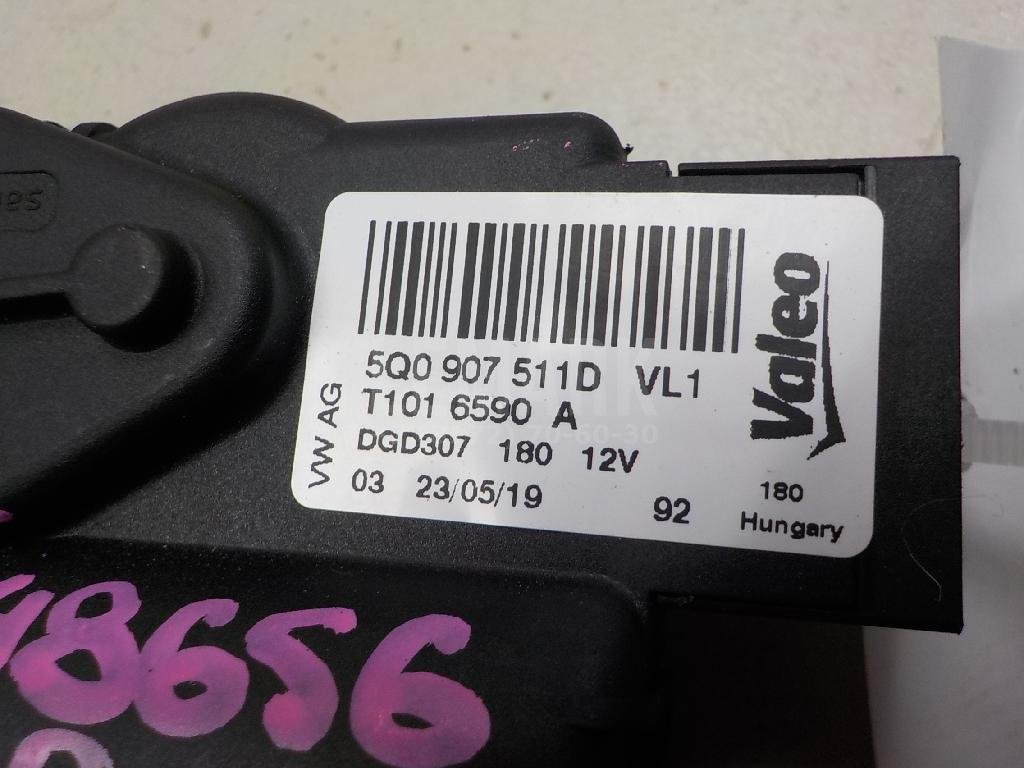 5Q0 907 511D VL1
T101 6590 A
DGD307 180 12V
03 23/05/19 92
VW AG
Valeo
180
Hungary
48656